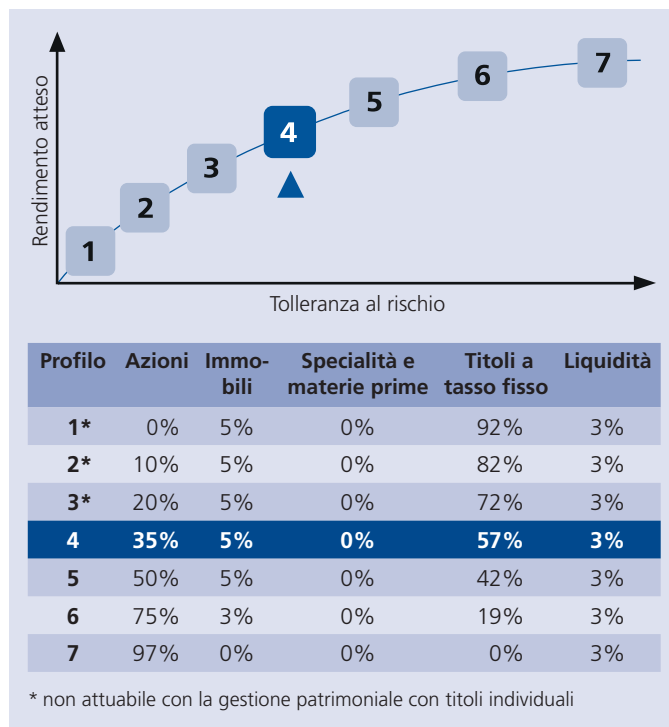 Rendimento atteso
1
2
3
4
5
6
7
Tolleranza al rischio
Profilo Azioni Immo-bili Specialità e materie prime Titoli a tasso fisso Liquidità
1* 0% 5% 0% 92% 3%
2* 10% 5% 0% 82% 3%
3* 20% 5% 0% 72% 3%
4 35% 5% 0% 57% 3%
5 50% 5% 0% 42% 3%
6 75% 3% 0% 19% 3%
7 97% 0% 0% 0% 3%
* non attuabile con la gestione patrimoniale con titoli individuali